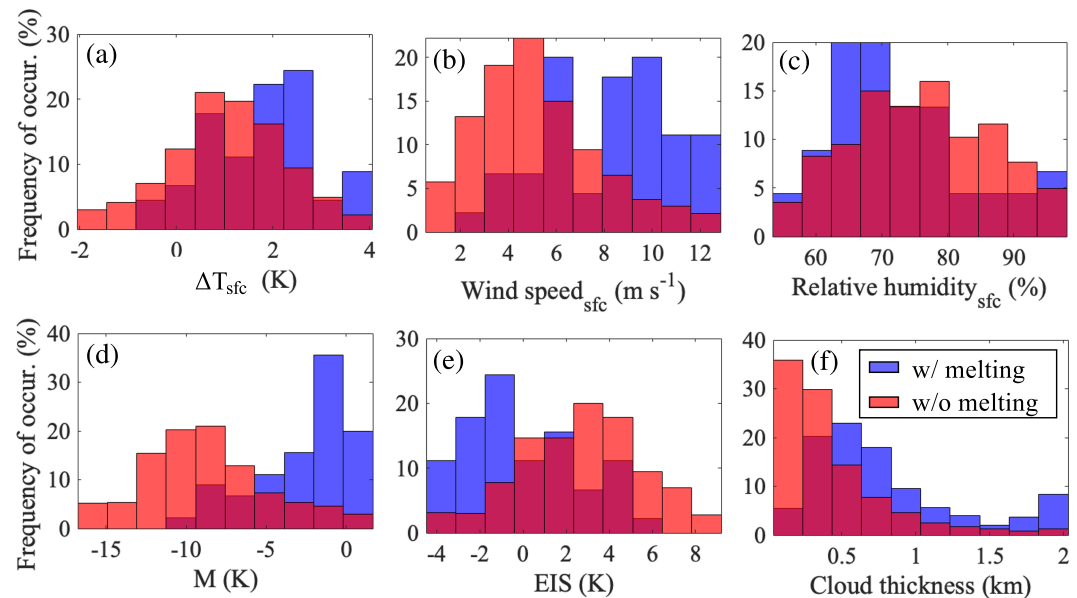 Frequency of occur. (%)
(a)
30
20
10
0
-2 0 2 4
ΔTsfc (K)
(b)
20
15
10
5
0
2 4 6 8 10 12
Wind speedsfc (m s-1)
(c)
20
15
10
5
0
60 70 80 90
Relative humiditysfc (%)
Frequency of occur. (%)
(d)
40
30
20
10
0
-15 -10 -5 0
M (K)
(e)
30
20
10
0
-4 -2 0 2 4 6 8
EIS (K)
(f)
w/ melting
w/o melting
40
30
20
10
0
0.5 1 1.5 2
Cloud thickness (km)